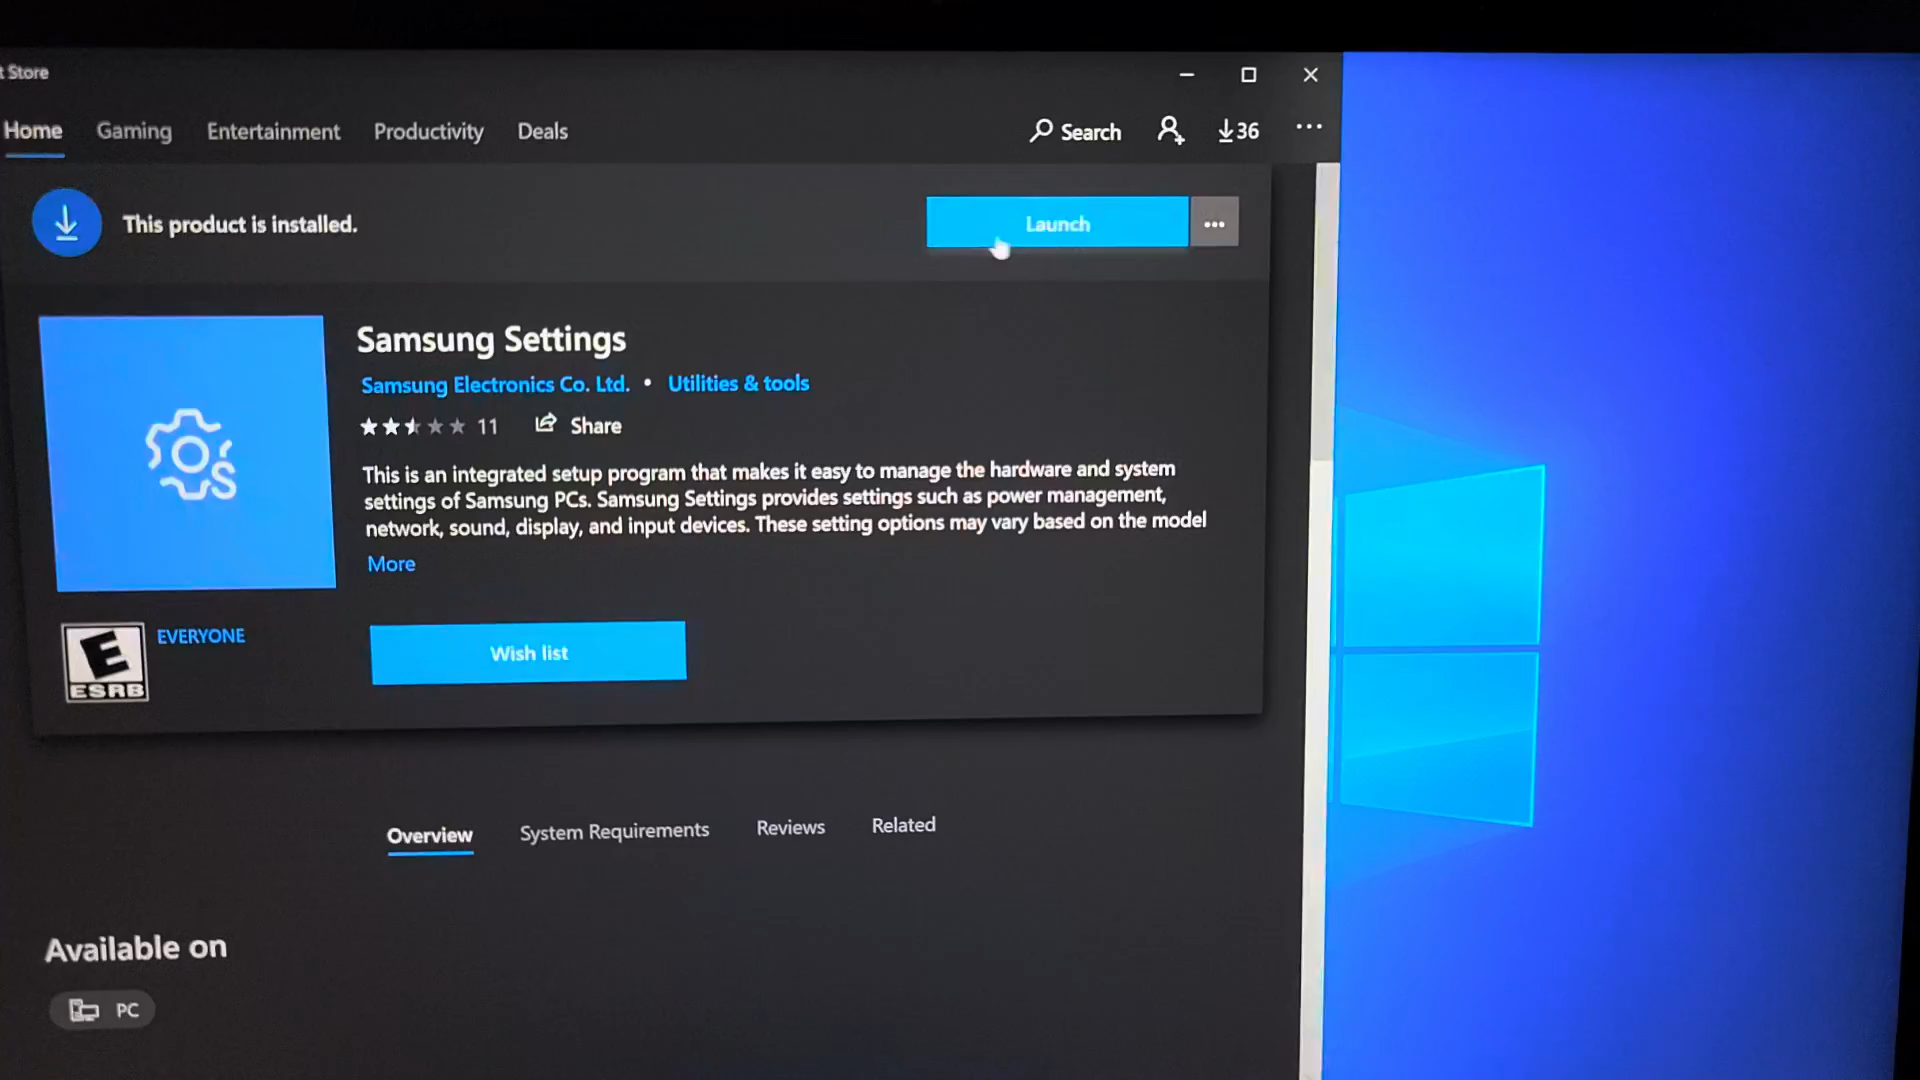 t Store
Home Gaming Entertainment Productivity Deals Search 36
This product is installed. Launch
Samsung Settings
Samsung Electronics Co. Ltd. • Utilities & tools
11 Share
This is an integrated setup program that makes it easy to manage the hardware and system
settings of Samsung PCs. Samsung Settings provides settings such as power management,
network, sound, display, and input devices. These setting options may vary based on the model
More
S
E
ESRB
EVERYONE
Wish list
Overview System Requirements Reviews Related
Available on
PC